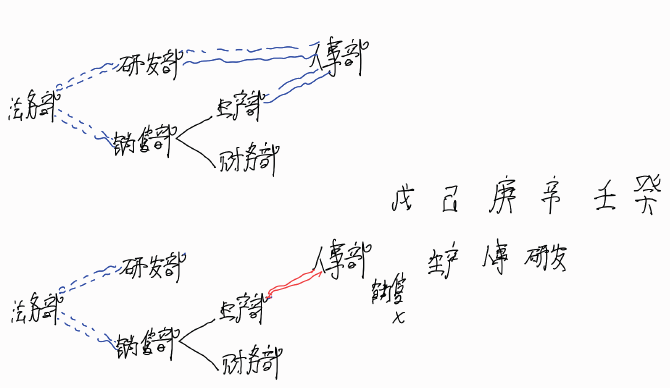 研发部 人事部
法务部 生产部
销售部 财务部
戊 己 庚 辛 壬 癸
研发部 人事部 生产 人事 研发
法务部 生产部 销售
销售部 财务部 x